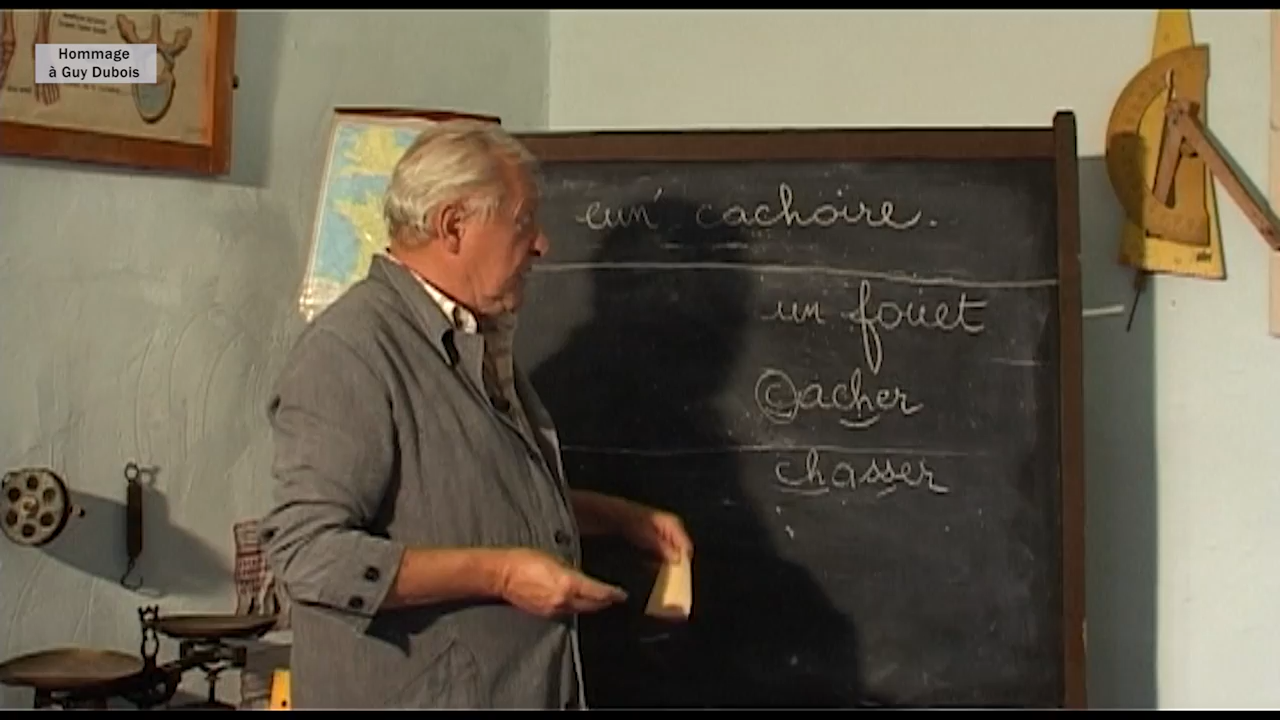 Hommage
à Guy Dubois
eun' cachoire.
un fouet
cacher
chasser